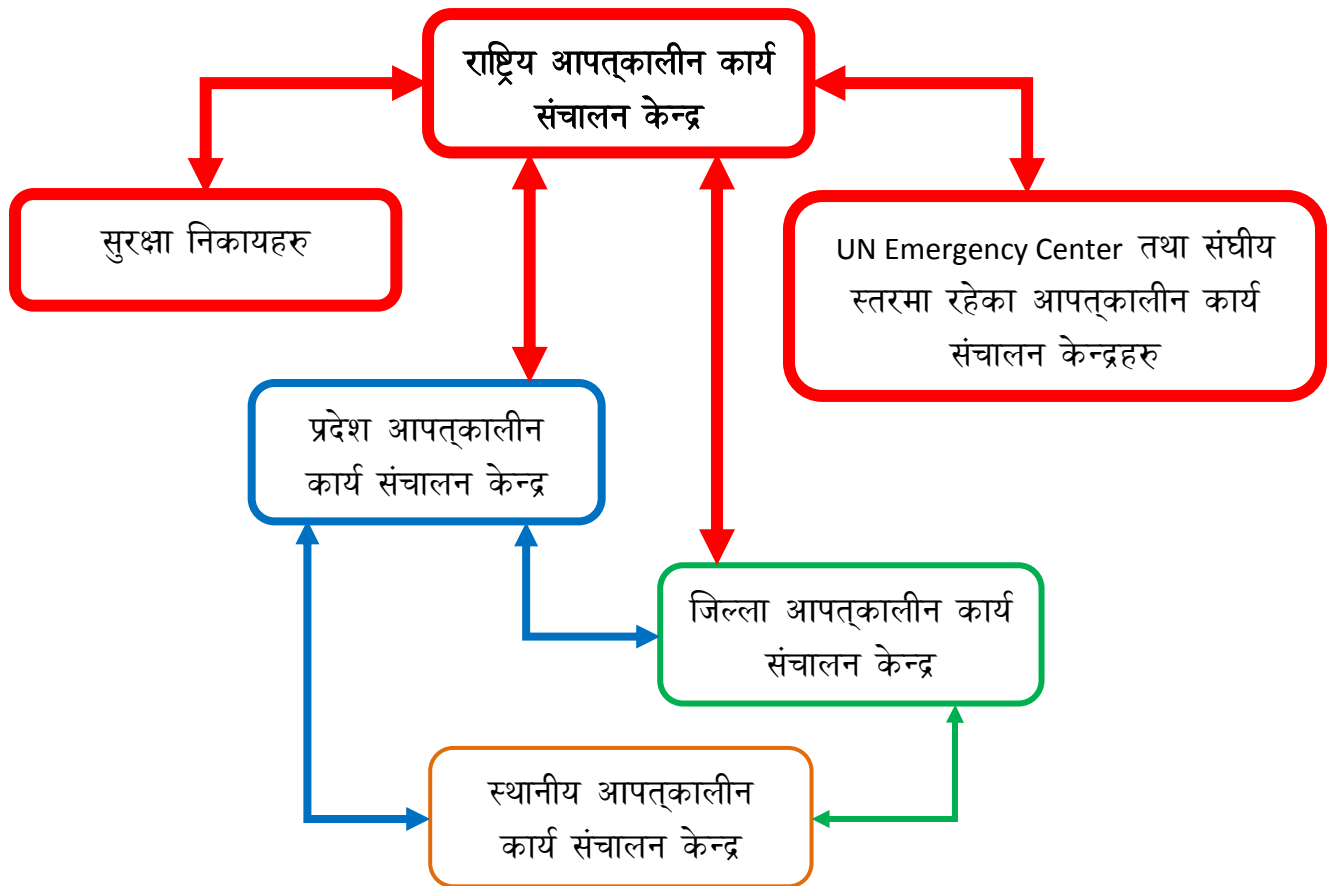 राष्ट्रिय आपत्‌कालीन कार्य
संचालन केन्द्र
सुरक्षा निकायहरु
UN Emergency Center तथा संघीय
स्तरमा रहेका आपत्‌कालीन कार्य
संचालन केन्द्रहरु
प्रदेश आपत्‌कालीन
कार्य संचालन केन्द्र
जिल्ला आपत्‌कालीन कार्य
संचालन केन्द्र
स्थानीय आपत्‌कालीन
कार्य संचालन केन्द्र